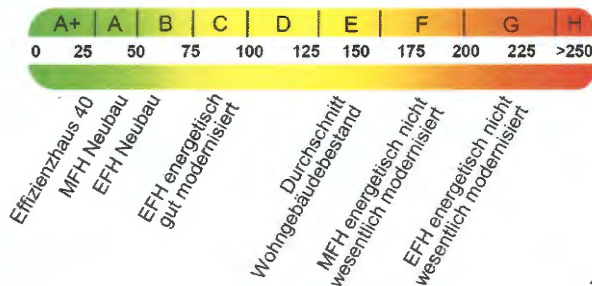 A+ A B C D E F G H
0 25 50 75 100 125 150 175 200 225 >250
Effizienzhaus 40
MFH Neubau
EFH Neubau
EFH energetisch
gut modernisiert
Durchschnitt
Wohngebäudebestand
MFH energetisch nicht
wesentlich modernisiert
EFH energetisch nicht
wesentlich modernisiert